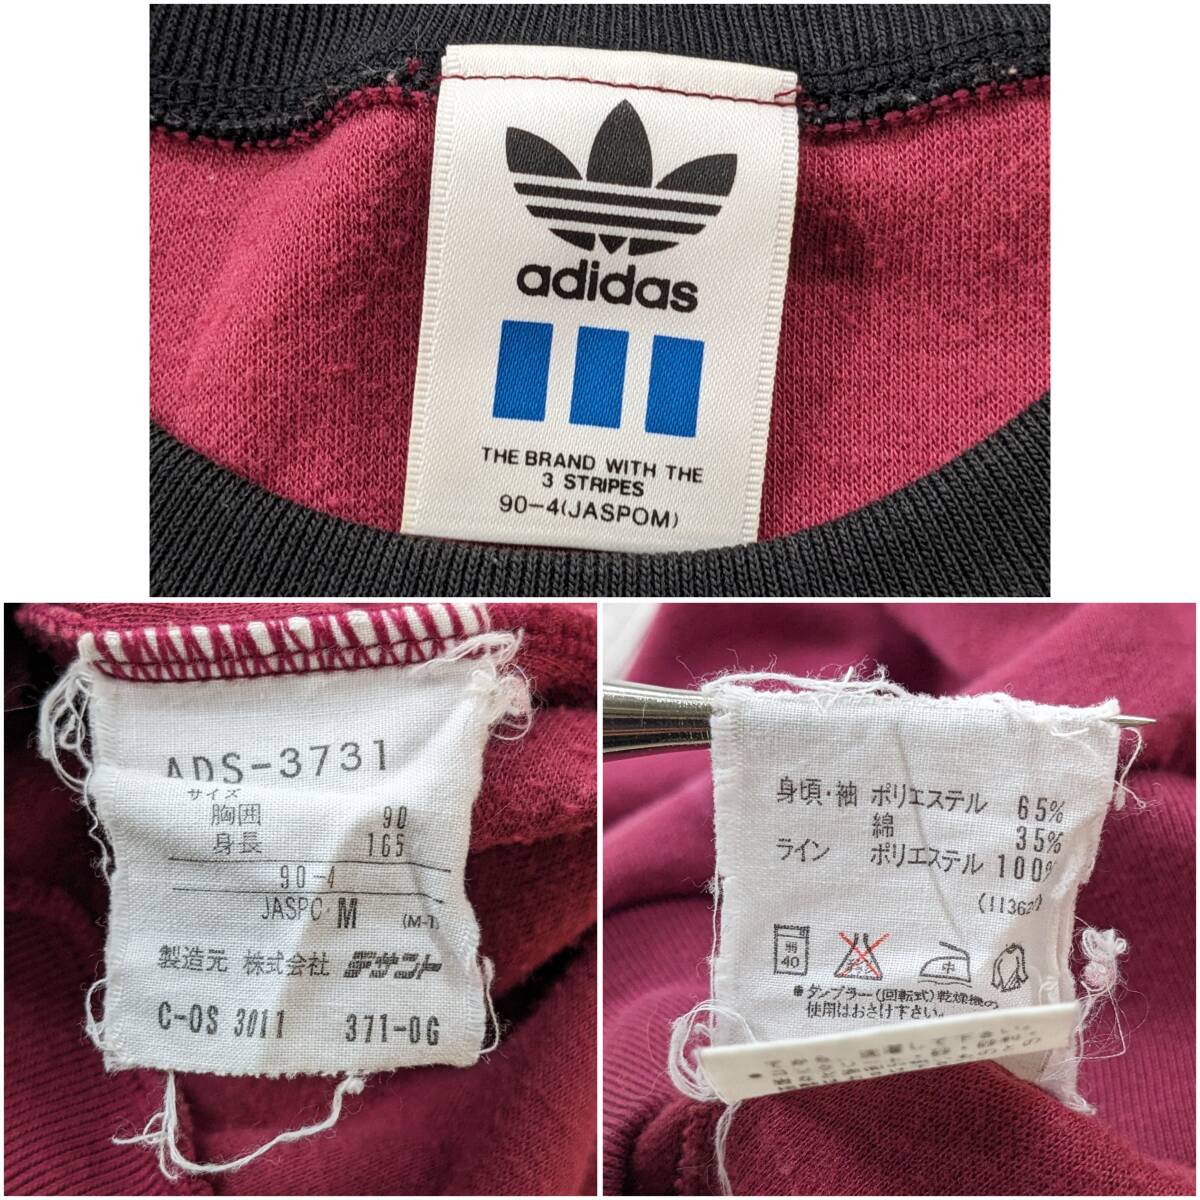 adidas
THE BRAND WITH THE
3 STRIPES
90-4(JASPOM)
ADS-3731
サイズ
胸囲 90
身長 165
90-4
JASPO M (M-1)
製造元 株式会社 デサント
C-OS 3011 371-0G
身頃・袖 ポリエステル 65%
綿 35%
ライン ポリエステル 100%
弱
40
中
●タンブラー(回転式)乾燥機の
使用はおさけ下さい。